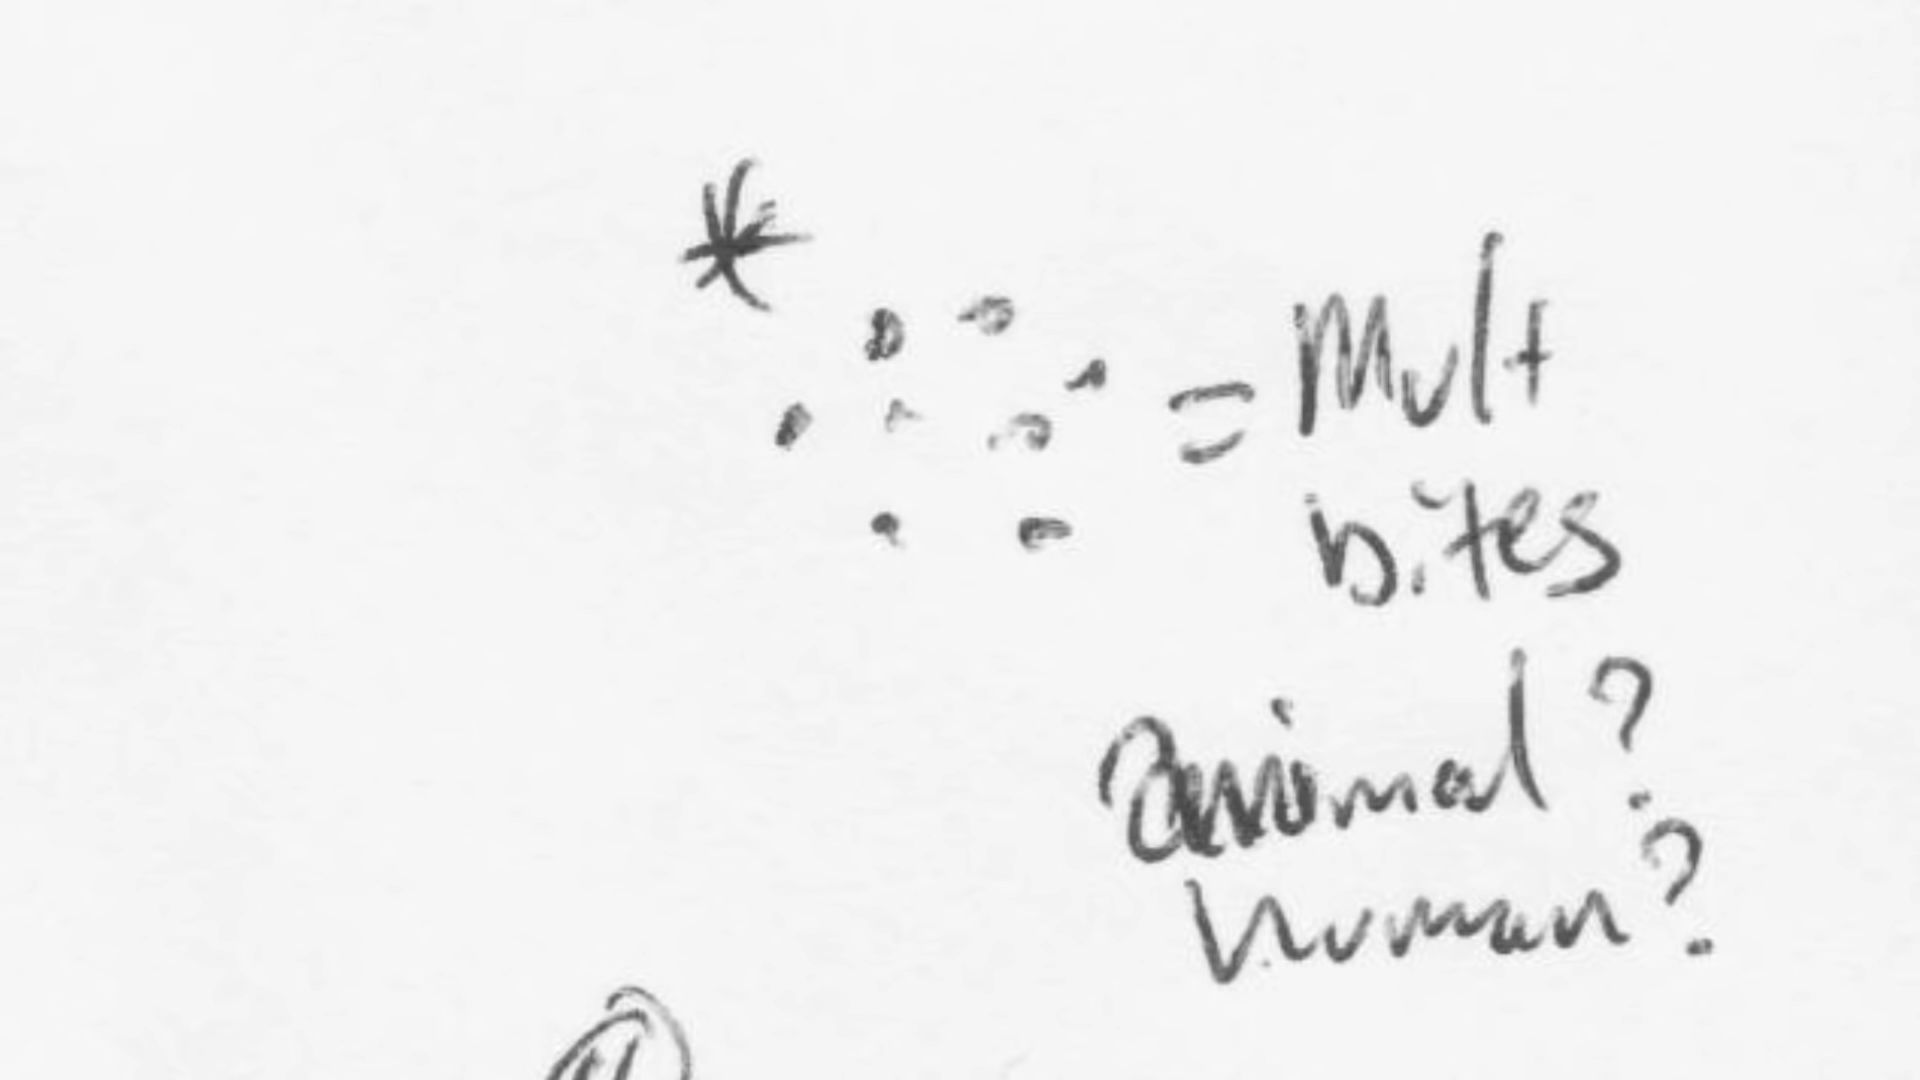 * = Mult
bites
animal?
human?